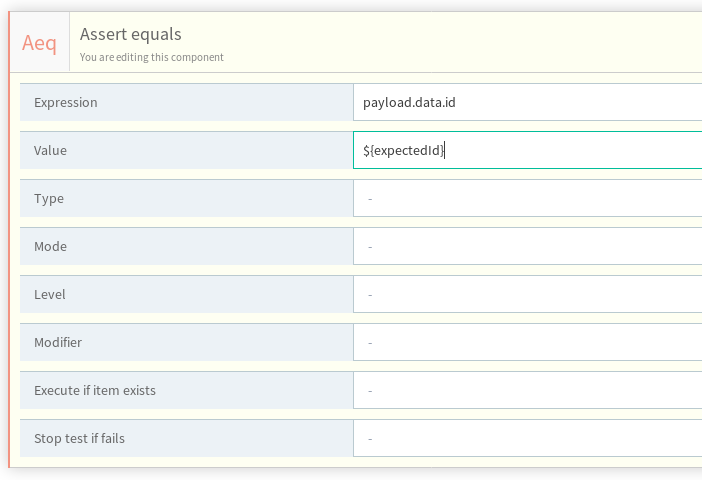 Aeq
Assert equals
You are editing this component
Expression payload.data.id
Value ${expectedId}
Type -
Mode -
Level -
Modifier -
Execute if item exists -
Stop test if fails -